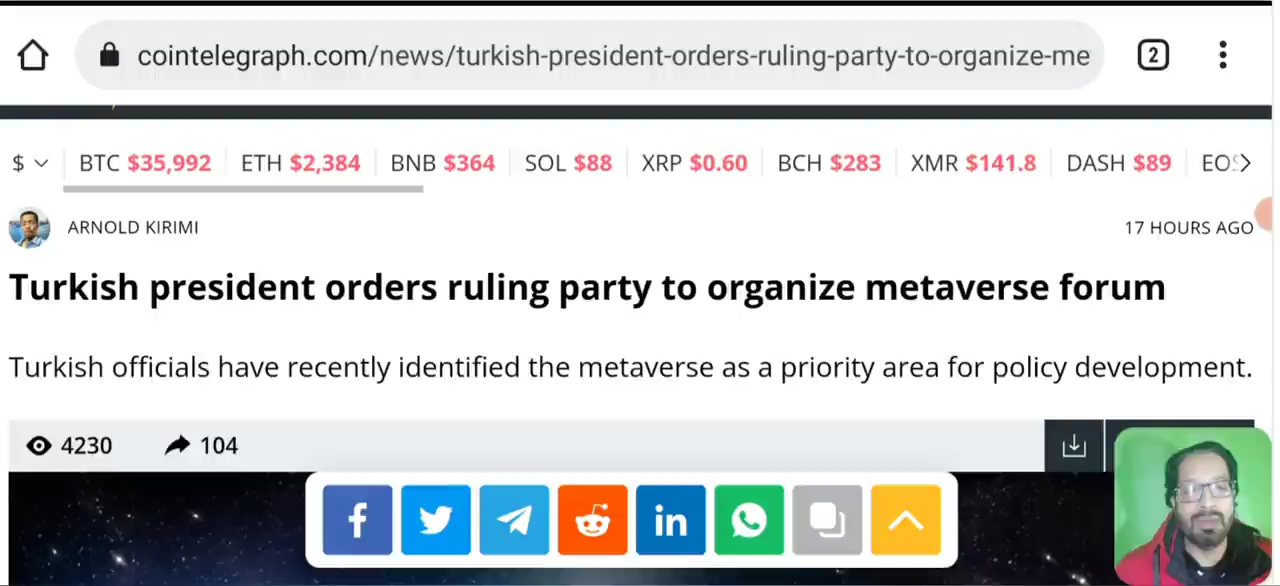 cointelegraph.com/news/turkish-president-orders-ruling-party-to-organize-me
2
$ BTC $35,992 ETH $2,384 BNB $364 SOL $88 XRP $0.60 BCH $283 XMR $141.8 DASH $89 EOS
ARNOLD KIRIMI 17 HOURS AGO
Turkish president orders ruling party to organize metaverse forum
Turkish officials have recently identified the metaverse as a priority area for policy development.
4230 104
f in